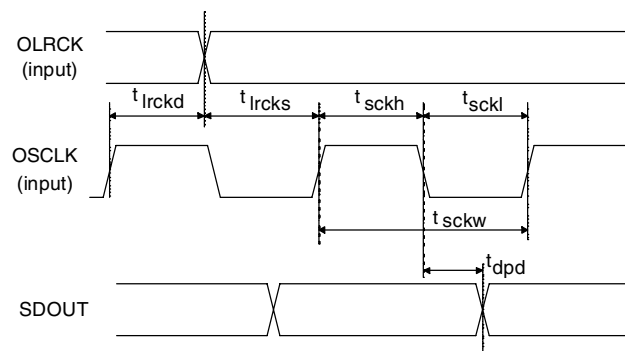 OLRCK
(input)
t lrckd
t lrcks
t sckh
t sckl
OSCLK
(input)
t sckw
t dpd
SDOUT